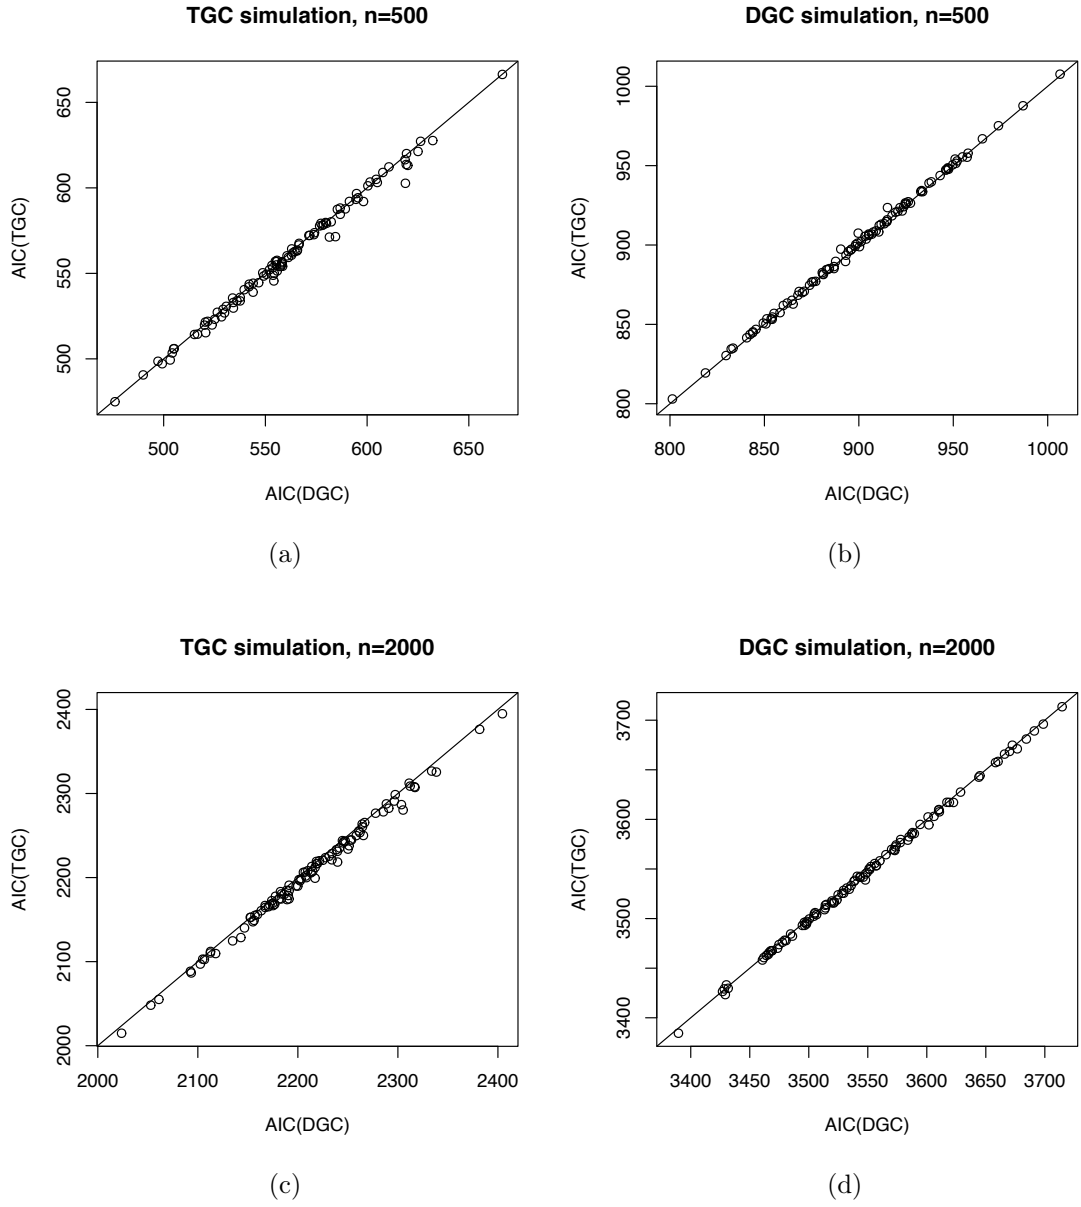 TGC simulation, n=500
AIC(TGC)
650
600
550
500
500 550 600 650
AIC(DGC)
(a)
DGC simulation, n=500
AIC(TGC)
1000
950
900
850
800
800 850 900 950 1000
AIC(DGC)
(b)
TGC simulation, n=2000
AIC(TGC)
2400
2300
2200
2100
2000
2000 2100 2200 2300 2400
AIC(DGC)
(c)
DGC simulation, n=2000
AIC(TGC)
3700
3600
3500
3400
3400 3450 3500 3550 3600 3650 3700
AIC(DGC)
(d)